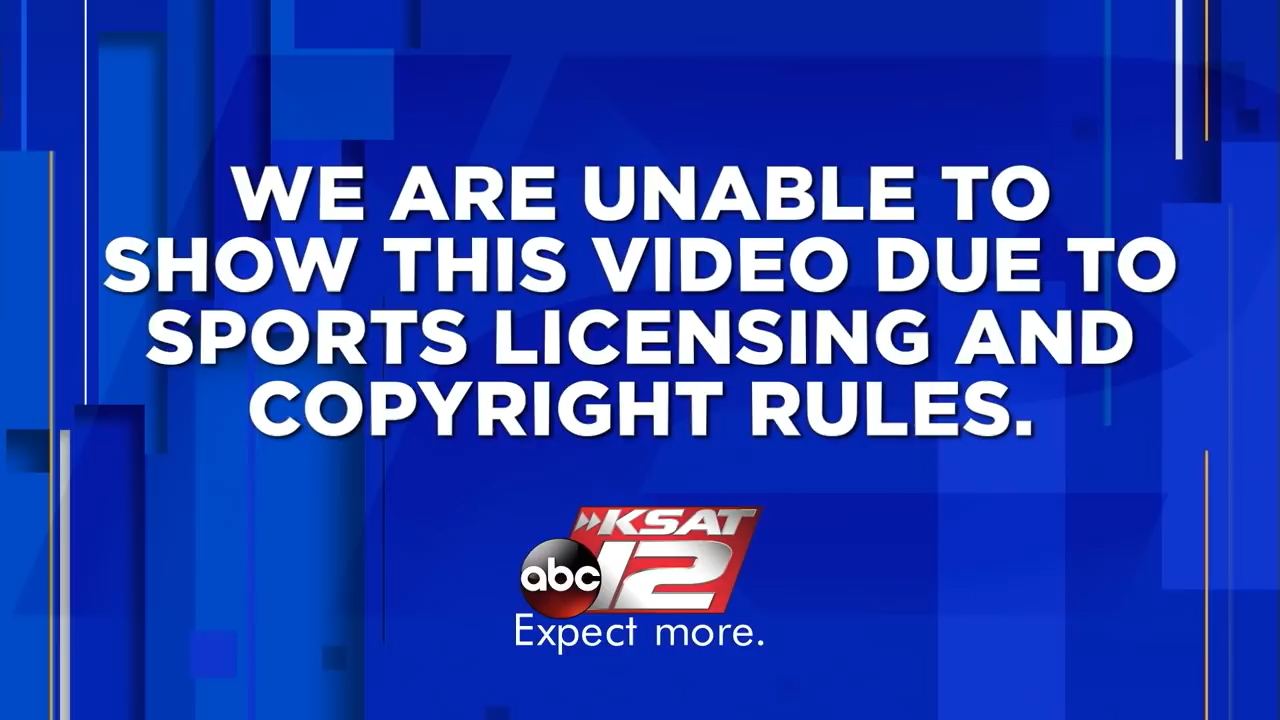 WE ARE UNABLE TO
SHOW THIS VIDEO DUE TO
SPORTS LICENSING AND
COPYRIGHT RULES.
KSAT
abc 12
Expect more.